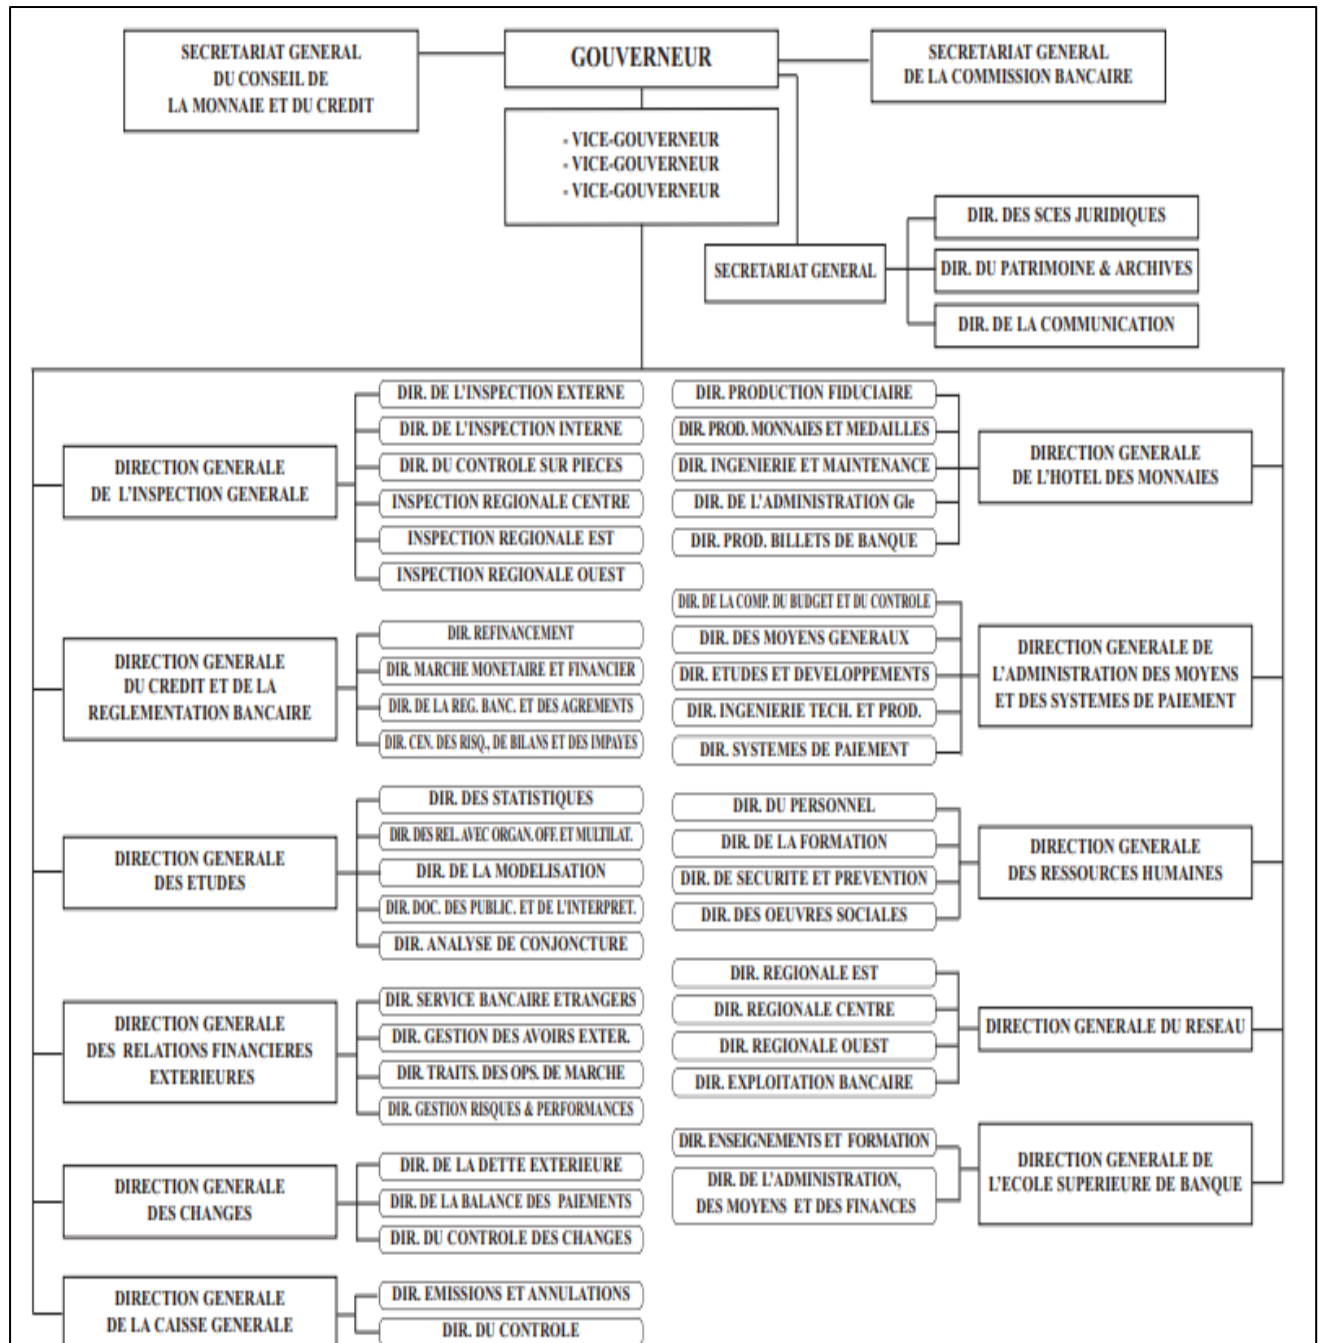 SECRETARIAT GENERAL
DU CONSEIL DE
LA MONNAIE ET DU CREDIT
GOUVERNEUR
SECRETARIAT GENERAL
DE LA COMMISSION BANCAIRE
- VICE-GOUVERNEUR
- VICE-GOUVERNEUR
- VICE-GOUVERNEUR
SECRETARIAT GENERAL
DIR. DES SCES JURIDIQUES
DIR. DU PATRIMOINE & ARCHIVES
DIR. DE LA COMMUNICATION
DIRECTION GENERALE
DE L'INSPECTION GENERALE
DIR. DE L'INSPECTION EXTERNE
DIR. DE L'INSPECTION INTERNE
DIR. DU CONTROLE SUR PIECES
INSPECTION REGIONALE CENTRE
INSPECTION REGIONALE EST
INSPECTION REGIONALE OUEST
DIRECTION GENERALE
DU CREDIT ET DE LA
REGLEMENTATION BANCAIRE
DIR. REFINANCEMENT
DIR. MARCHE MONETAIRE ET FINANCIER
DIR. DE LA REG. BANC. ET DES AGREMENTS
DIR. CEN. DES RISQ., DE BILANS ET DES IMPAYES
DIRECTION GENERALE
DES ETUDES
DIR. DES STATISTIQUES
DIR. DES REL. AVEC ORGAN. OFF. ET MULTILAT.
DIR. DE LA MODELISATION
DIR. DOC. DES PUBLIC. ET DE L'INTERPRET.
DIR. ANALYSE DE CONJONCTURE
DIRECTION GENERALE
DES RELATIONS FINANCIERES
EXTERIEURES
DIR. SERVICE BANCAIRE ETRANGERS
DIR. GESTION DES AVOIRS EXTER.
DIR. TRAITS. DES OPS. DE MARCHE
DIR. GESTION RISQUES & PERFORMANCES
DIRECTION GENERALE
DES CHANGES
DIR. DE LA DETTE EXTERIEURE
DIR. DE LA BALANCE DES PAIEMENTS
DIR. DU CONTROLE DES CHANGES
DIRECTION GENERALE
DE LA CAISSE GENERALE
DIR. EMISSIONS ET ANNULATIONS
DIR. DU CONTROLE
DIR. PRODUCTION FIDUCIAIRE
DIR. PROD. MONNAIES ET MEDAILLES
DIR. INGENIERIE ET MAINTENANCE
DIR. DE L'ADMINISTRATION Gle
DIR. PROD. BILLETS DE BANQUE
DIRECTION GENERALE
DE L'HOTEL DES MONNAIES
DIR. DE LA COMP. DU BUDGET ET DU CONTROLE
DIR. DES MOYENS GENERAUX
DIR. ETUDES ET DEVELOPPEMENTS
DIR. INGENIERIE TECH. ET PROD.
DIR. SYSTEMES DE PAIEMENT
DIRECTION GENERALE DE
L'ADMINISTRATION DES MOYENS
ET DES SYSTEMES DE PAIEMENT
DIR. DU PERSONNEL
DIR. DE LA FORMATION
DIR. DE SECURITE ET PREVENTION
DIR. DES OEUVRES SOCIALES
DIRECTION GENERALE
DES RESSOURCES HUMAINES
DIR. REGIONALE EST
DIR. REGIONALE CENTRE
DIR. REGIONALE OUEST
DIR. EXPLOITATION BANCAIRE
DIRECTION GENERALE DU RESEAU
DIR. ENSEIGNEMENTS ET FORMATION
DIR. DE L'ADMINISTRATION,
DES MOYENS ET DES FINANCES
DIRECTION GENERALE DE
L'ECOLE SUPERIEURE DE BANQUE